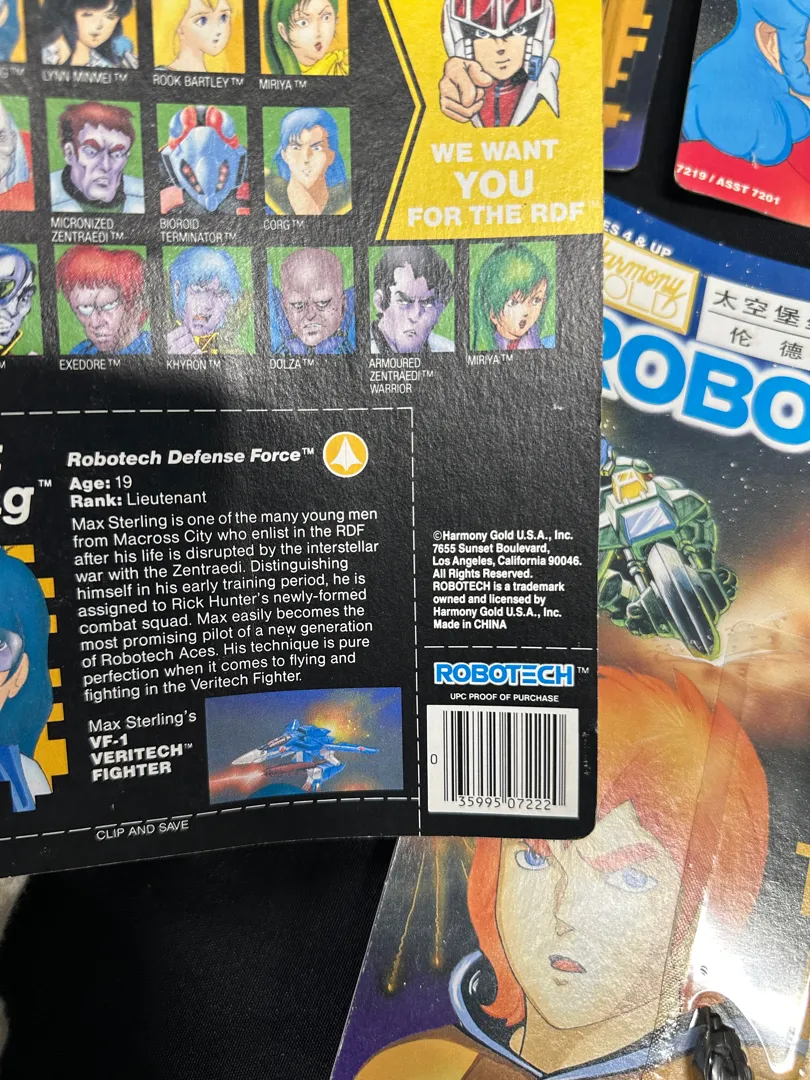 LYNN MINMEI™
ROOK BARTLEY™
MIRIYA™
MICRONIZED
ZENTRAEDI™
BIOROID
TERMINATOR™
CORG™
EXEDORE™
KHYRON™
DOLZA™
ARMOURED
ZENTRAEDI™
WARRIOR
MIRIYA™
WE WANT
YOU
FOR THE RDF™
7219 / ASST 7201
ES 4 & UP
Harmony
GOLD
太空堡
伦 德
ROBO
g™
Robotech Defense Force™
Age: 19
Rank: Lieutenant
Max Sterling is one of the many young men
from Macross City who enlist in the RDF
after his life is disrupted by the interstellar
war with the Zentraedi. Distinguishing
himself in his early training period, he is
assigned to Rick Hunter's newly-formed
combat squad. Max easily becomes the
most promising pilot of a new generation
of Robotech Aces. His technique is pure
perfection when it comes to flying and
fighting in the Veritech Fighter.
Max Sterling's
VF-1
VERITECH™
FIGHTER
CLIP AND SAVE
©Harmony Gold U.S.A., Inc.
7655 Sunset Boulevard,
Los Angeles, California 90046.
All Rights Reserved.
ROBOTECH is a trademark
owned and licensed by
Harmony Gold U.S.A., Inc.
Made in CHINA
ROBOTECH™
UPC PROOF OF PURCHASE
0 35995 07222